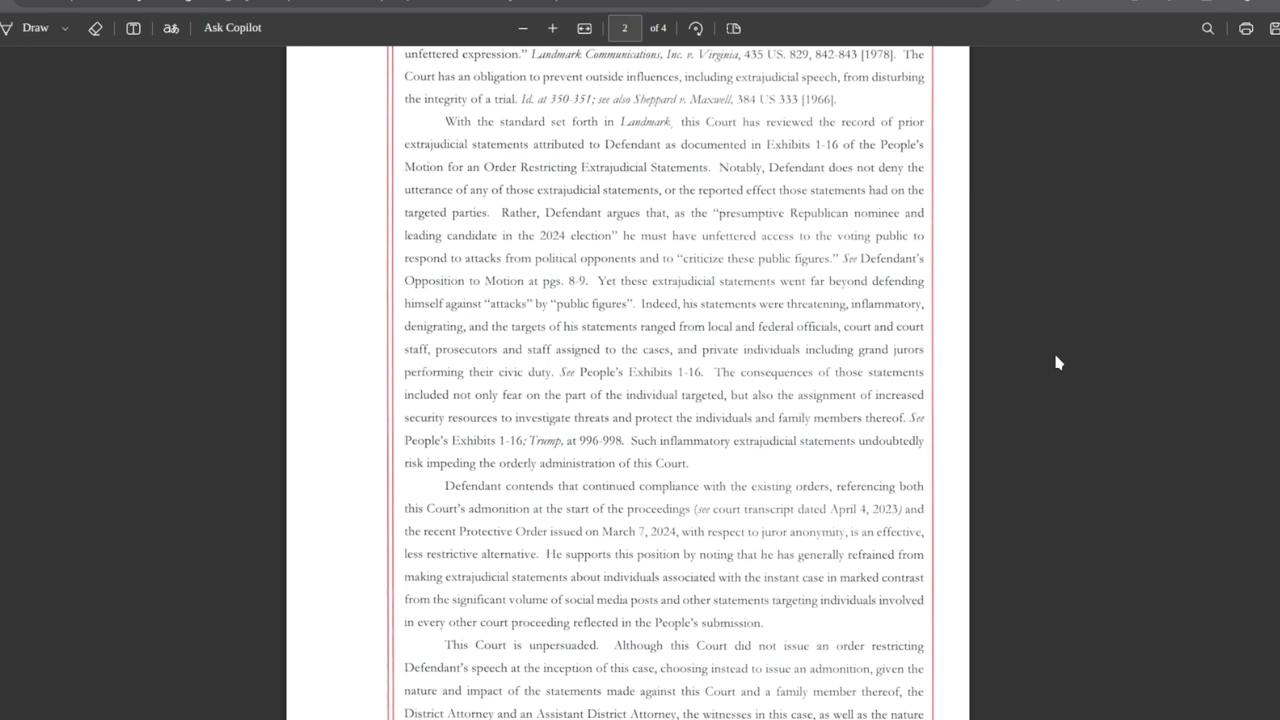 Draw
aあ
Ask Copilot
2
of 4
unfettered expression.” Landmark Communications, Inc. v. Virginia, 435 US. 829, 842-843 [1978]. The
Court has an obligation to prevent outside influences, including extrajudicial speech, from disturbing
the integrity of a trial. Id. at 350-351; see also Sheppard v. Maxwell, 384 US 333 [1966].
With the standard set forth in Landmark, this Court has reviewed the record of prior
extrajudicial statements attributed to Defendant as documented in Exhibits 1-16 of the People’s
Motion for an Order Restricting Extrajudicial Statements. Notably, Defendant does not deny the
utterance of any of those extrajudicial statements, or the reported effect those statements had on the
targeted parties. Rather, Defendant argues that, as the “presumptive Republican nominee and
leading candidate in the 2024 election” he must have unfettered access to the voting public to
respond to attacks from political opponents and to “criticize these public figures.” See Defendant’s
Opposition to Motion at pgs. 8-9. Yet these extrajudicial statements went far beyond defending
himself against “attacks” by “public figures”. Indeed, his statements were threatening, inflammatory,
denigrating, and the targets of his statements ranged from local and federal officials, court and court
staff, prosecutors and staff assigned to the cases, and private individuals including grand jurors
performing their civic duty. See People’s Exhibits 1-16. The consequences of those statements
included not only fear on the part of the individual targeted, but also the assignment of increased
security resources to investigate threats and protect the individuals and family members thereof. See
People’s Exhibits 1-16; Trump, at 996-998. Such inflammatory extrajudicial statements undoubtedly
risk impeding the orderly administration of this Court.
Defendant contends that continued compliance with the existing orders, referencing both
this Court’s admonition at the start of the proceedings (see court transcript dated April 4, 2023) and
the recent Protective Order issued on March 7, 2024, with respect to juror anonymity, is an effective,
less restrictive alternative. He supports this position by noting that he has generally refrained from
making extrajudicial statements about individuals associated with the instant case in marked contrast
from the significant volume of social media posts and other statements targeting individuals involved
in every other court proceeding reflected in the People’s submission.
This Court is unpersuaded. Although this Court did not issue an order restricting
Defendant’s speech at the inception of this case, choosing instead to issue an admonition, given the
nature and impact of the statements made against this Court and a family member thereof, the
District Attorney and an Assistant District Attorney, the witnesses in this case, as well as the nature